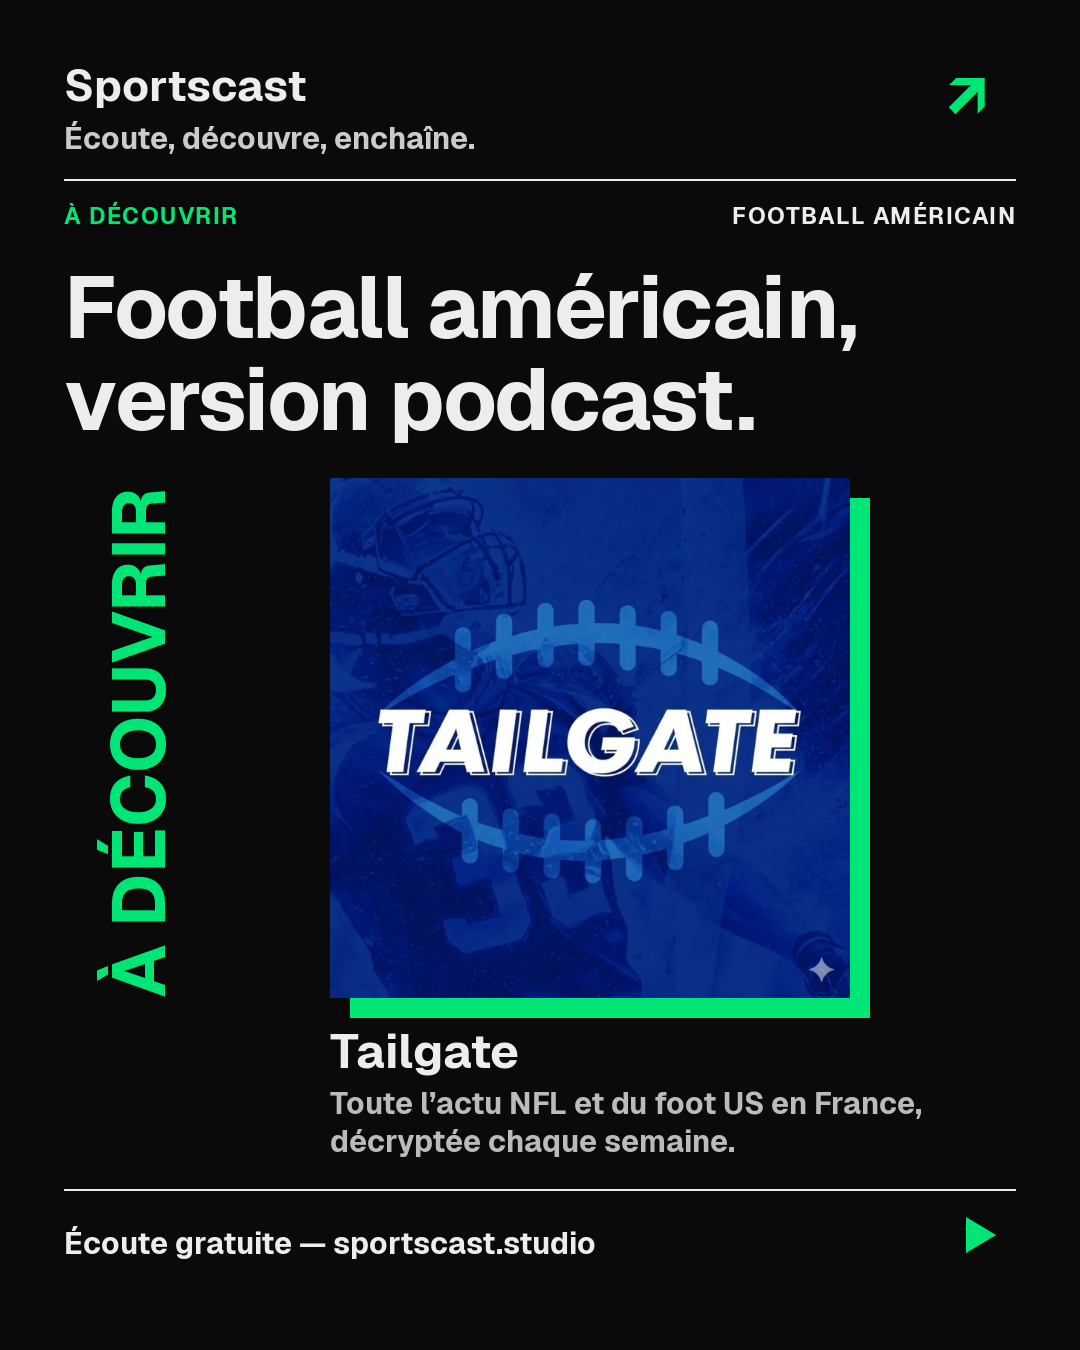 Sportscast
Écoute, découvre, enchaîne.
À DÉCOUVRIR
FOOTBALL AMÉRICAIN
Football américain,
version podcast.
À DÉCOUVRIR
TAILGATE
33
Tailgate
Toute l’actu NFL et du foot US en France,
décryptée chaque semaine.
Écoute gratuite — sportscast.studio